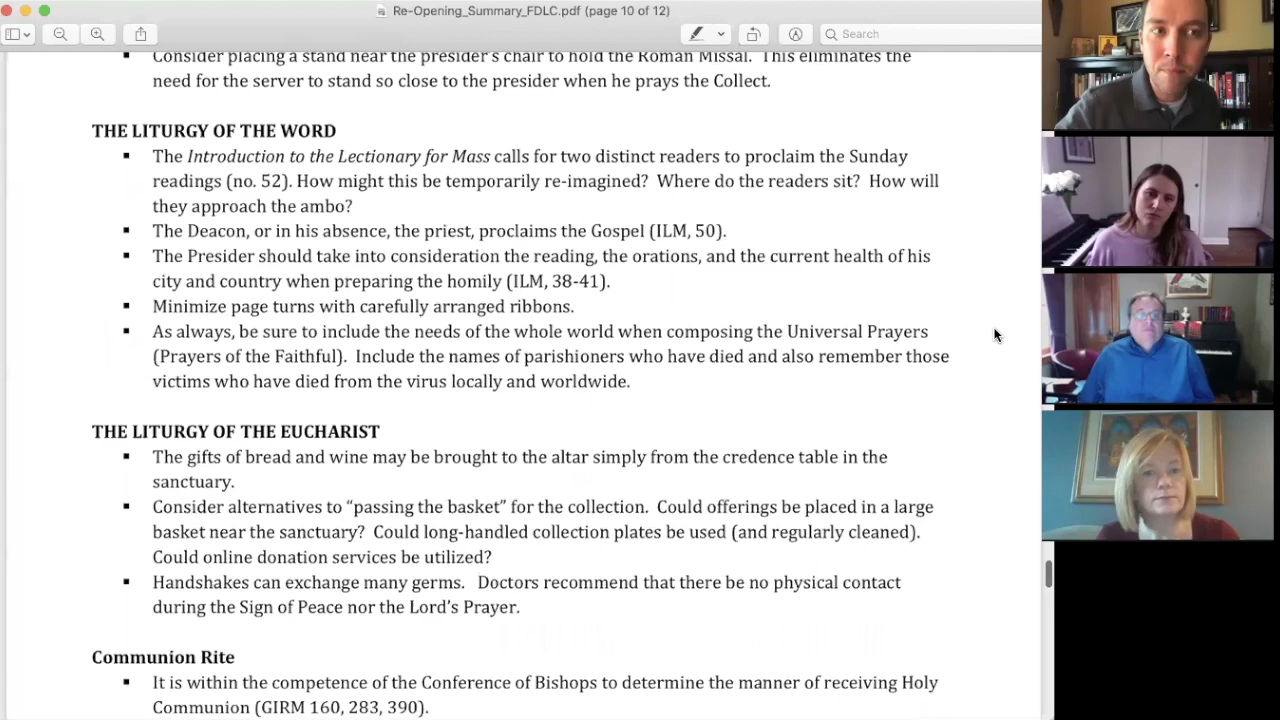 Re-Opening_Summary_FDLC.pdf (page 10 of 12)
Search
▪ Consider placing a stand near the presider's chair to hold the Roman Missal. This eliminates the
need for the server to stand so close to the presider when he prays the Collect.
THE LITURGY OF THE WORD
▪ The Introduction to the Lectionary for Mass calls for two distinct readers to proclaim the Sunday
readings (no. 52). How might this be temporarily re-imagined? Where do the readers sit? How will
they approach the ambo?
▪ The Deacon, or in his absence, the priest, proclaims the Gospel (ILM, 50).
▪ The Presider should take into consideration the reading, the orations, and the current health of his
city and country when preparing the homily (ILM, 38-41).
▪ Minimize page turns with carefully arranged ribbons.
▪ As always, be sure to include the needs of the whole world when composing the Universal Prayers
(Prayers of the Faithful). Include the names of parishioners who have died and also remember those
victims who have died from the virus locally and worldwide.
THE LITURGY OF THE EUCHARIST
▪ The gifts of bread and wine may be brought to the altar simply from the credence table in the
sanctuary.
▪ Consider alternatives to “passing the basket” for the collection. Could offerings be placed in a large
basket near the sanctuary? Could long-handled collection plates be used (and regularly cleaned).
Could online donation services be utilized?
▪ Handshakes can exchange many germs. Doctors recommend that there be no physical contact
during the Sign of Peace nor the Lord's Prayer.
Communion Rite
▪ It is within the competence of the Conference of Bishops to determine the manner of receiving Holy
Communion (GIRM 160, 283, 390).